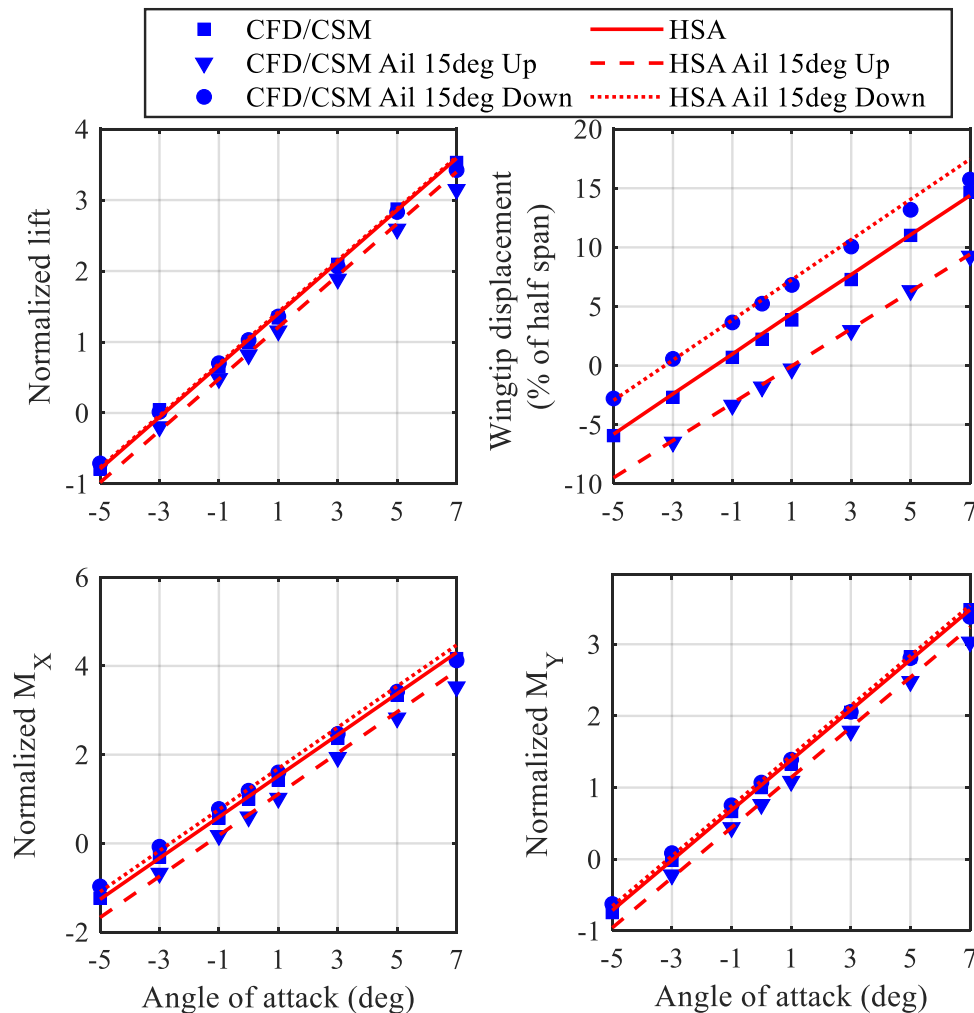 CFD/CSM
HSA
CFD/CSM Ail 15deg Up
HSA Ail 15deg Up
CFD/CSM Ail 15deg Down
HSA Ail 15deg Down
Normalized lift
4
3
2
1
0
-1
-5 -3 -1 1 3 5 7
Wingtip displacement
(% of half span)
20
15
10
5
0
-5
-10
-5 -3 -1 1 3 5 7
Normalized M_X
6
4
2
0
-2
-5 -3 -1 1 3 5 7
Angle of attack (deg)
Normalized M_Y
3
2
1
0
-1
-5 -3 -1 1 3 5 7
Angle of attack (deg)